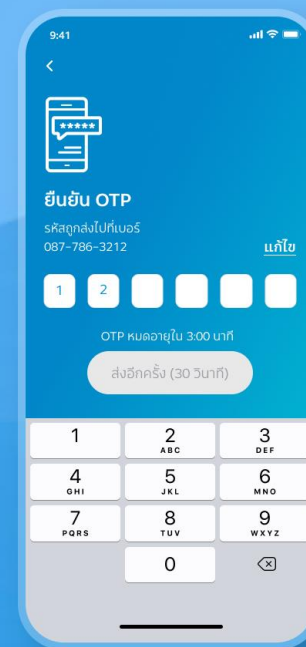 9:41
*****
ยืนยัน OTP
รหัสถูกส่งไปที่เบอร์
087-786-3212
แก้ไข
1 2
OTP หมดอายุใน 3:00 นาที
ส่งอีกครั้ง (30 วินาที)
1 2 3
ABC DEF
4 5 6
GHI JKL MNO
7 8 9
PQRS TUV WXYZ
0